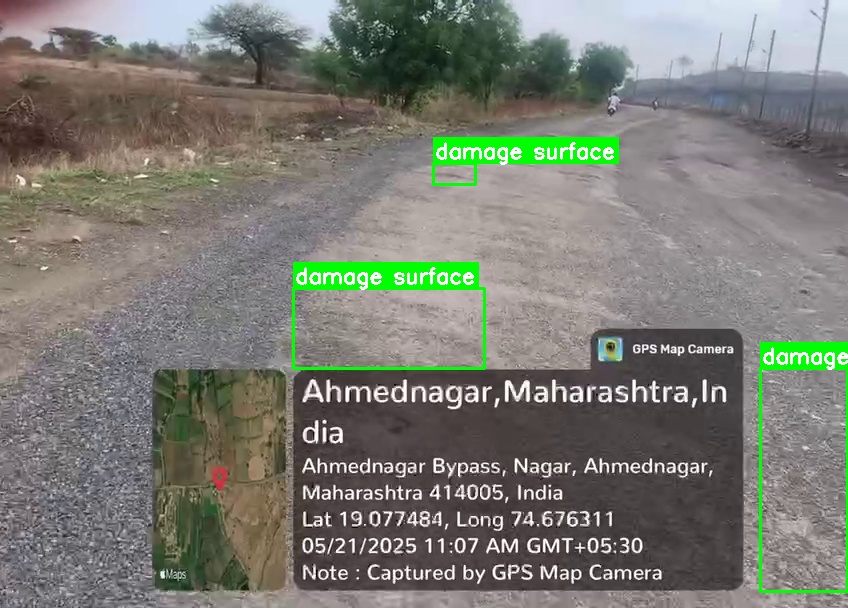 damage surface
damage surface
GPS Map Camera
damage
Ahmednagar,Maharashtra,In
dia
Ahmednagar Bypass, Nagar, Ahmednagar,
Maharashtra 414005, India
Lat 19.077484, Long 74.676311
05/21/2025 11:07 AM GMT+05:30
Note : Captured by GPS Map Camera
Maps